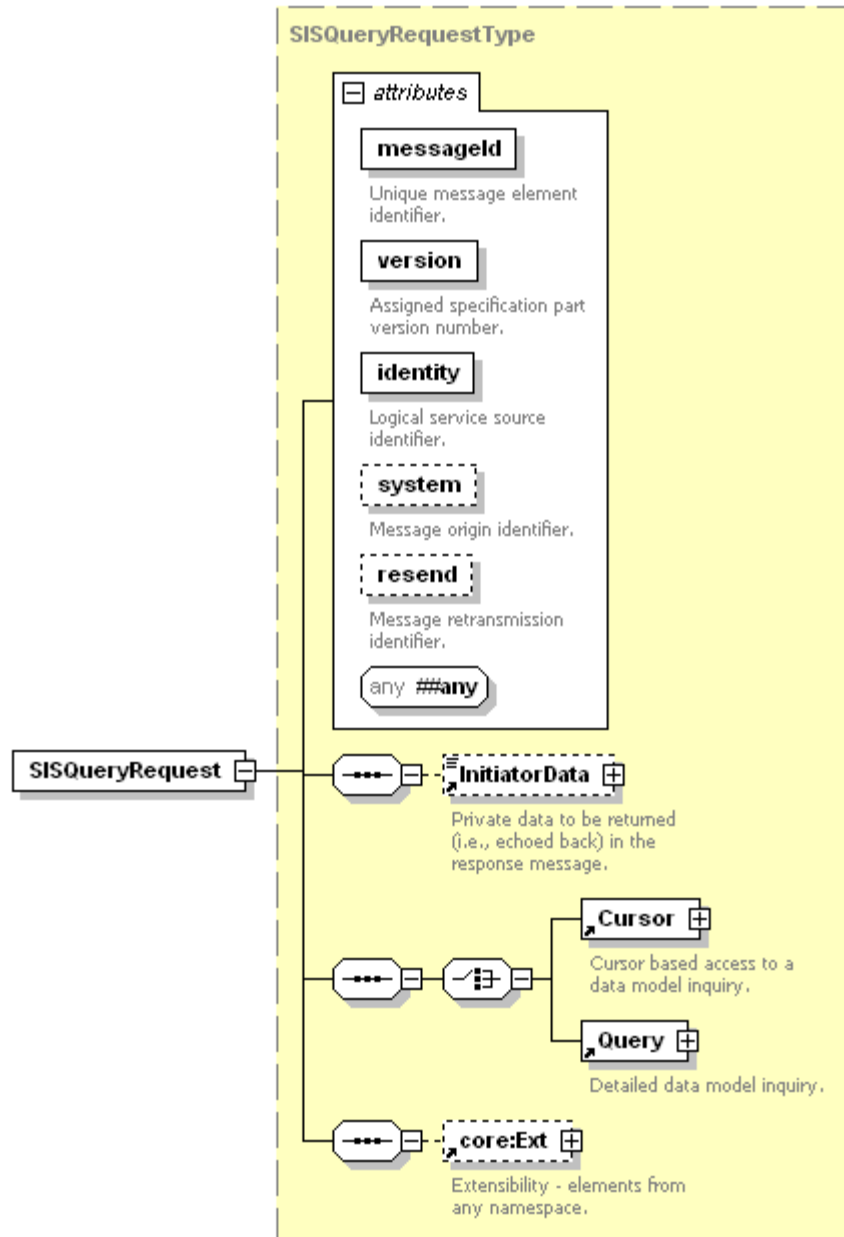 SISQueryRequestType
attributes
messageId
Unique message element
identifier.
version
Assigned specification part
version number.
identity
Logical service source
identifier.
system
Message origin identifier.
resend
Message retransmission
identifier.
any ##any
SISQueryRequest
InitiatorData
Private data to be returned
(i.e., echoed back) in the
response message.
Cursor
Cursor based access to a
data model inquiry.
Query
Detailed data model inquiry.
core:Ext
Extensibility - elements from
any namespace.